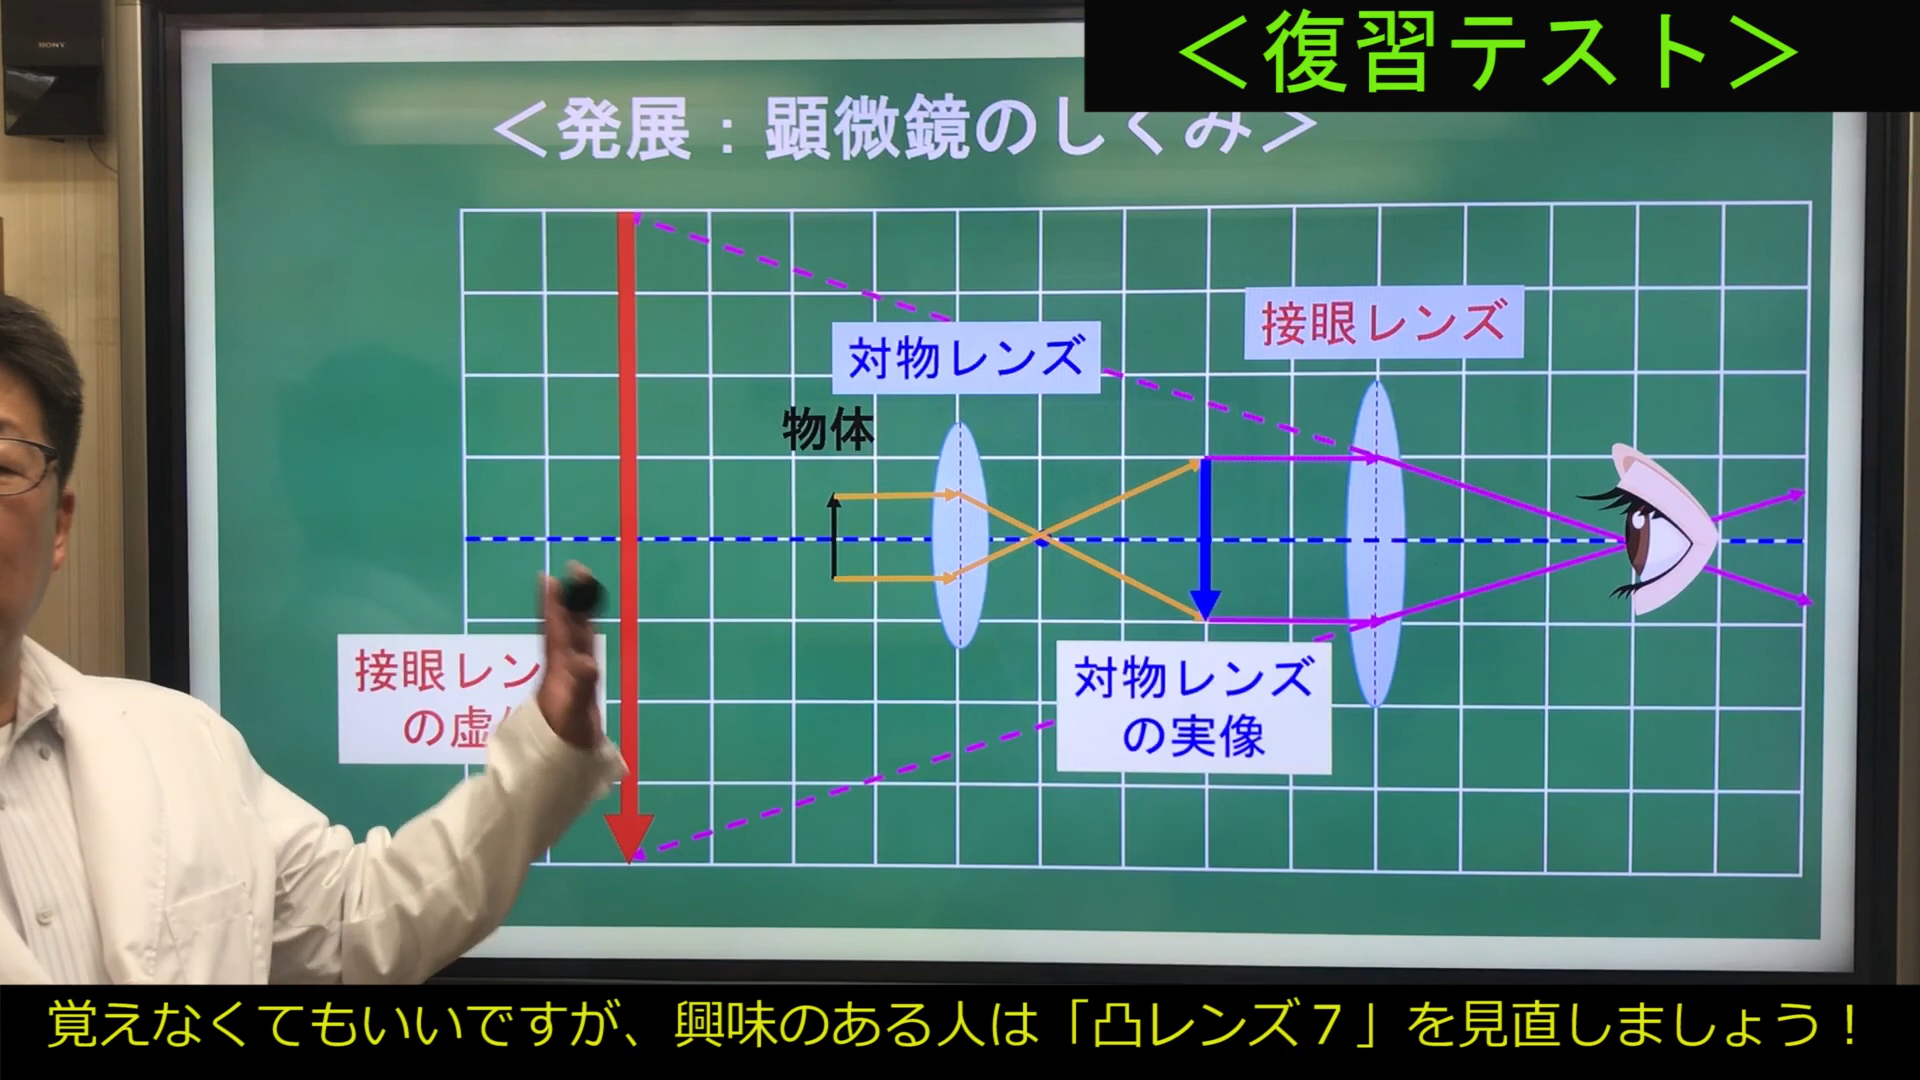 SONY
＜復習テスト＞
＜発展：顕微鏡のしくみ＞
接眼レンズ
対物レンズ
物体
接眼レン
の虚
対物レンズ
の実像
覚えなくてもいいですが、興味のある人は「凸レンズ７」を見直しましょう！